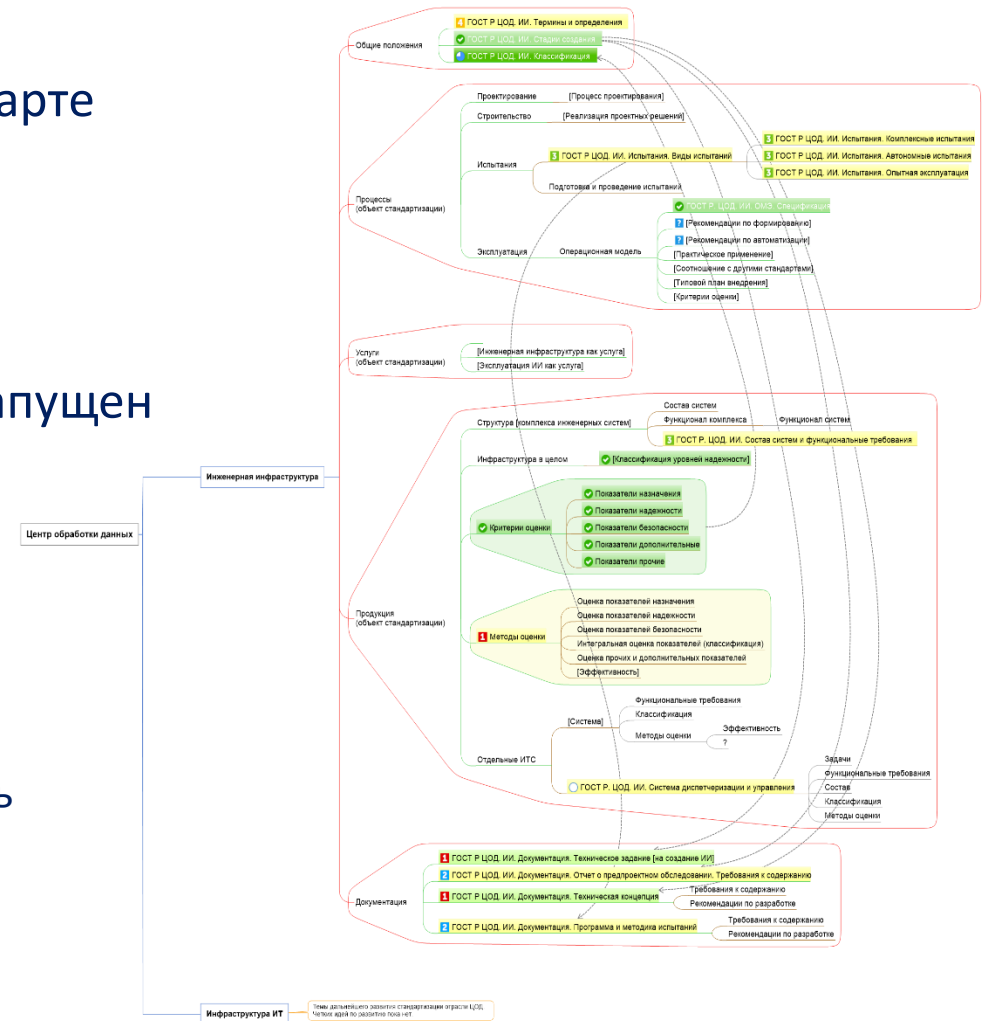 арте
апущен
ь
Центр обработки данных
Инженерная инфраструктура
Общие положения
4 ГОСТ Р ЦОД. ИИ. Термины и определения
ГОСТ Р ЦОД. ИИ. Стадии создания
ГОСТ Р ЦОД. ИИ. Классификация
Процессы
(объект стандартизации)
Проектирование
[Процесс проектирования]
Строительство
[Реализация проектных решений]
Испытания
3 ГОСТ Р ЦОД. ИИ. Испытания. Виды испытаний
3 ГОСТ Р ЦОД. ИИ. Испытания. Комплексные испытания
3 ГОСТ Р ЦОД. ИИ. Испытания. Автономные испытания
3 ГОСТ Р ЦОД. ИИ. Испытания. Опытная эксплуатация
Подготовка и проведение испытаний
Эксплуатация
Операционная модель
ГОСТ Р. ЦОД. ИИ. ОМЭ. Спецификация
? [Рекомендации по формированию]
? [Рекомендации по автоматизации]
[Практическое применение]
[Соотношение с другими стандартами]
[Типовой план внедрения]
[Критерии оценки]
Услуги
(объект стандартизации)
[Инженерная инфраструктура как услуга]
[Эксплуатация ИИ как услуга]
Продукция
(объект стандартизации)
Структура [комплекса инженерных систем]
Состав систем
Функционал комплекса
Функционал систем
3 ГОСТ Р. ЦОД. ИИ. Состав систем и функциональные требования
Инфраструктура в целом
[Классификация уровней надежности]
Критерии оценки
Показатели назначения
Показатели надежности
Показатели безопасности
Показатели дополнительные
Показатели прочие
1 Методы оценки
Оценка показателей назначения
Оценка показателей надежности
Оценка показателей безопасности
Интегральная оценка показателей (классификация)
Оценка прочих и дополнительных показателей
[Эффективность]
Отдельные ИТС
[Система]
Функциональные требования
Классификация
Методы оценки
Эффективность
?
ГОСТ Р. ЦОД. ИИ. Система диспетчеризации и управления
Задачи
Функциональные требования
Состав
Классификация
Методы оценки
Документация
1 ГОСТ Р ЦОД. ИИ. Документация. Техническое задание [на создание ИИ]
2 ГОСТ Р ЦОД. ИИ. Документация. Отчет о предпроектном обследовании. Требования к содержанию
1 ГОСТ Р ЦОД. ИИ. Документация. Техническая концепция
Требования к содержанию
Рекомендации по разработке
2 ГОСТ Р ЦОД. ИИ. Документация. Программа и методика испытаний
Требования к содержанию
Рекомендации по разработке
Инфраструктура ИТ
Темы дальнейшего развития стандартизации отрасли ЦОД.
Четких идей по развитию пока нет